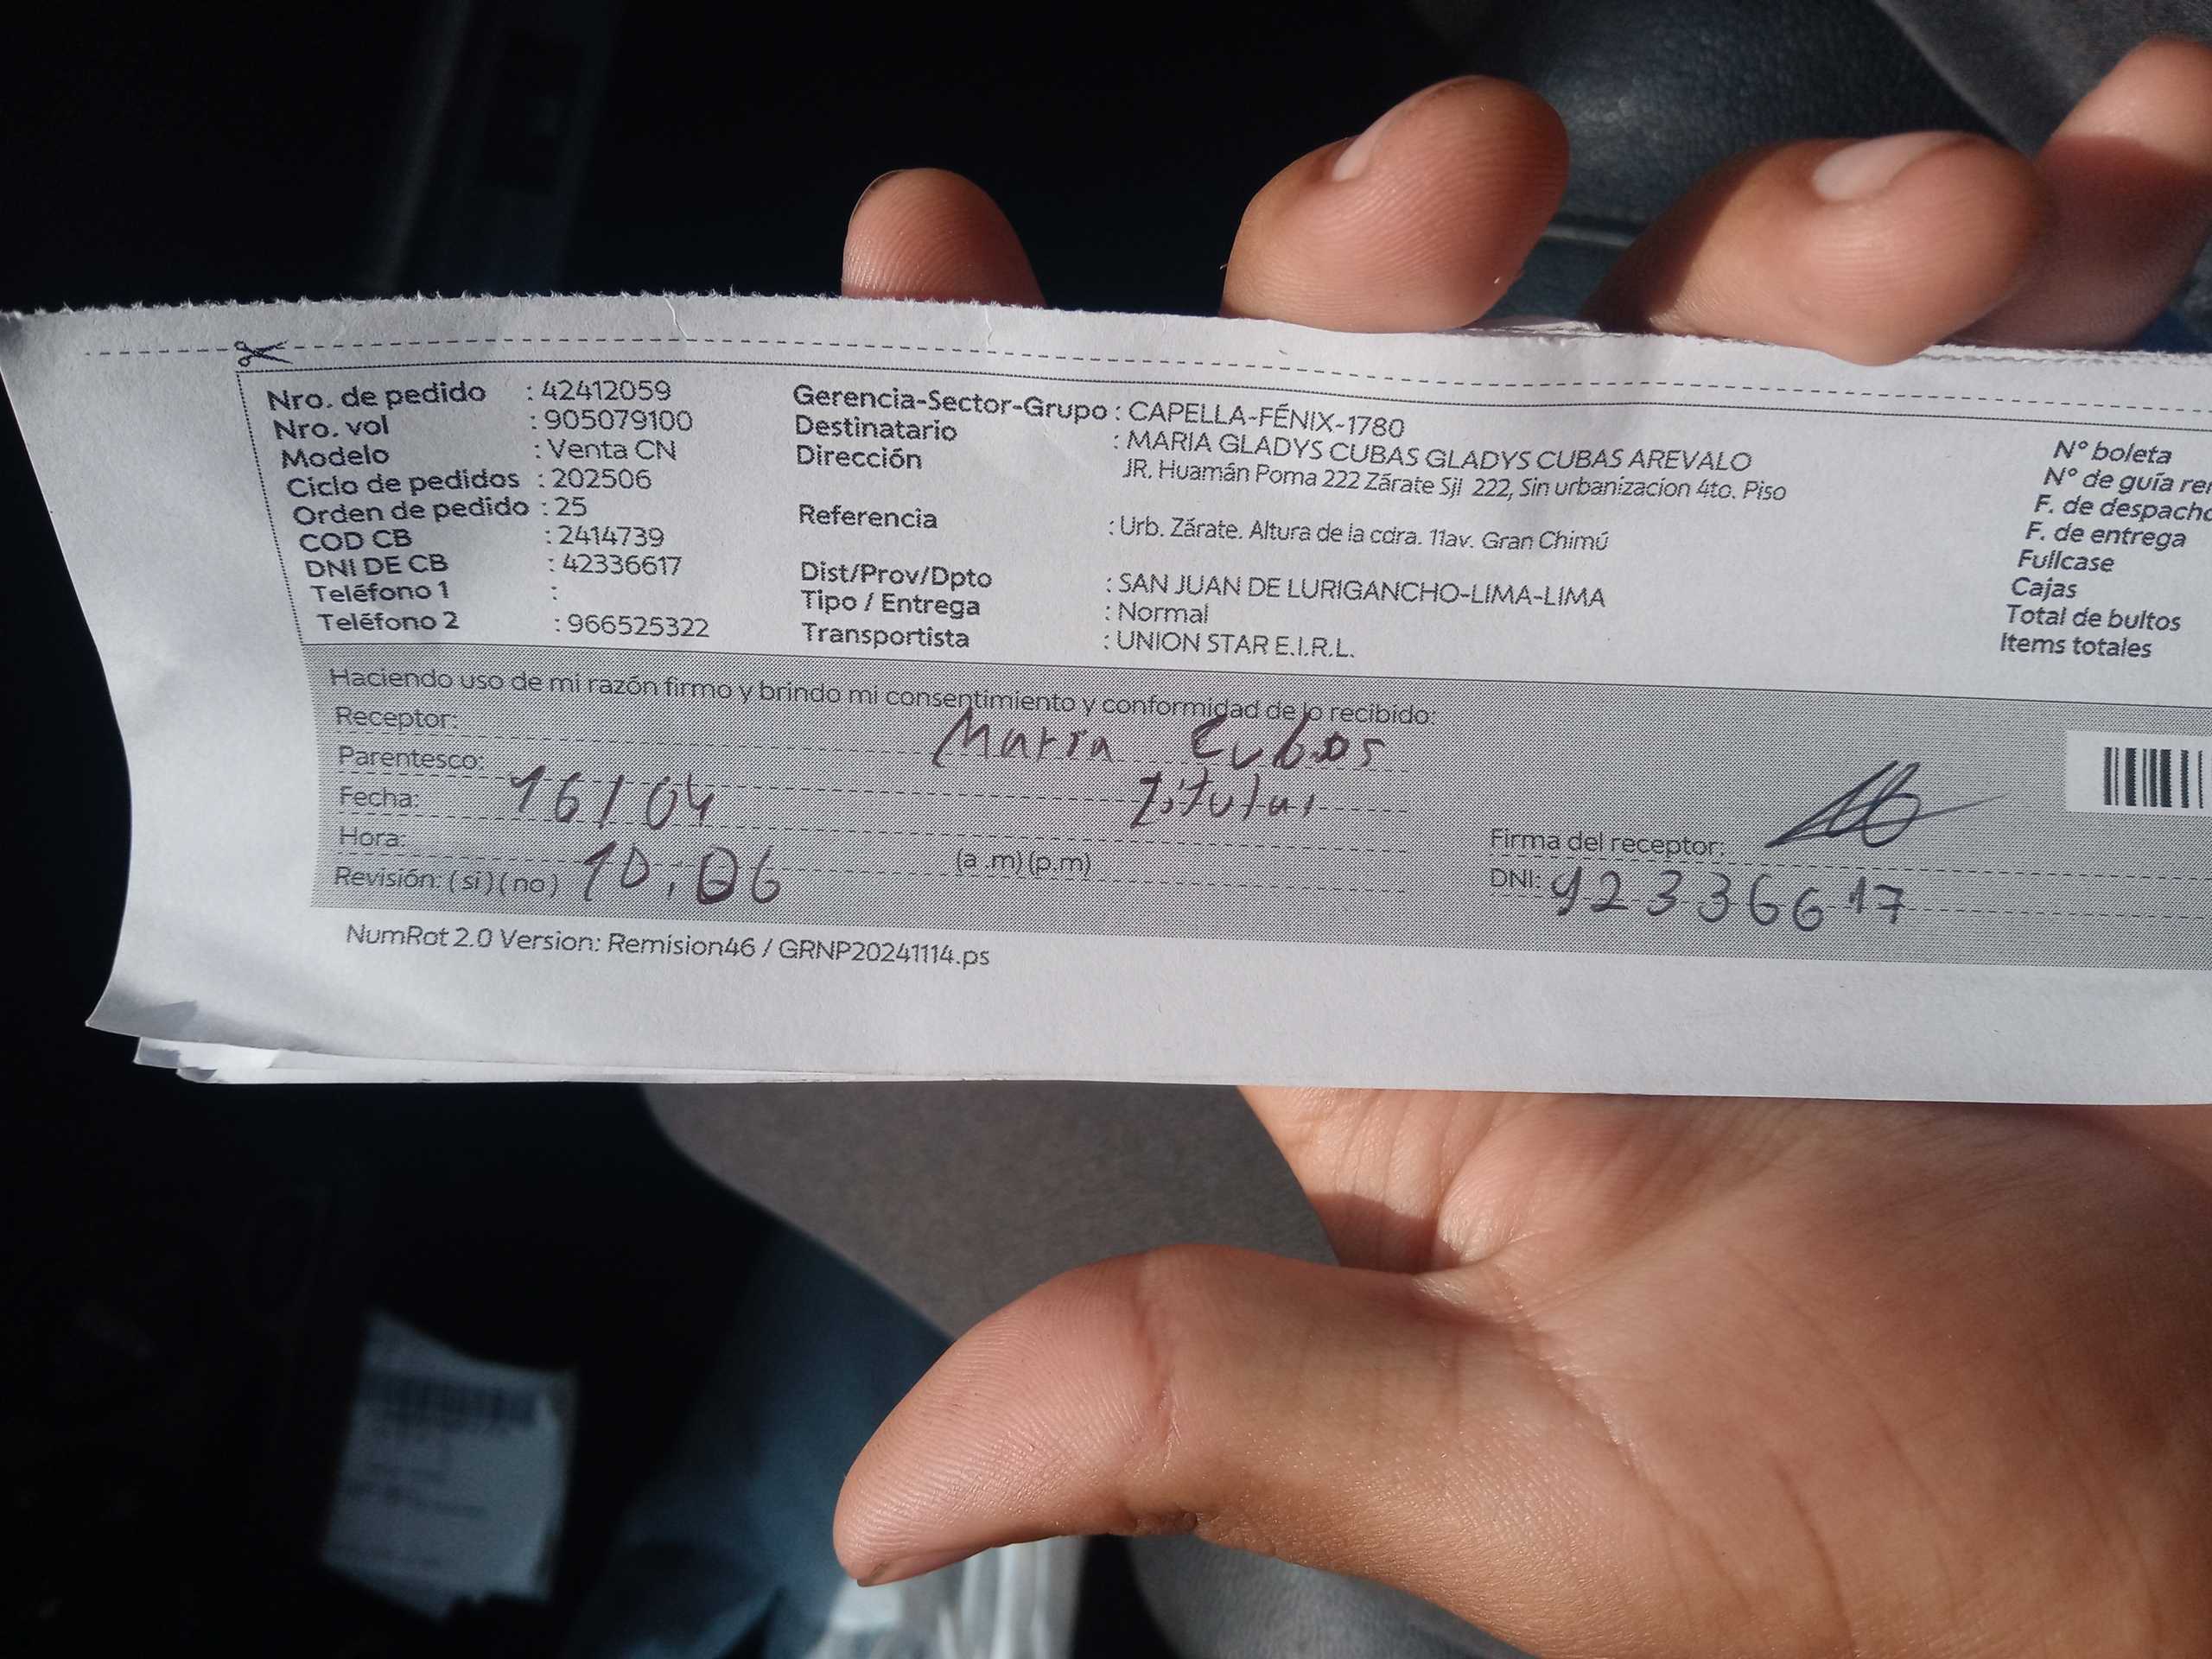 Nro. de pedido : 42412059
Nro. vol : 905079100
Modelo : Venta CN
Ciclo de pedidos : 202506
Orden de pedido : 25
COD CB : 2414739
DNI DE CB : 42336617
Teléfono 1 :
Teléfono 2 : 966525322
Gerencia-Sector-Grupo : CAPELLA-FÉNIX-1780
Destinatario : MARIA GLADYS CUBAS GLADYS CUBAS AREVALO
Dirección JR. Huamán Poma 222 Zárate Sjl 222, Sin urbanizacion 4to. Piso
Referencia : Urb. Zárate. Altura de la cdra. 11av. Gran Chimú
Dist/Prov/Dpto : SAN JUAN DE LURIGANCHO-LIMA-LIMA
Tipo / Entrega : Normal
Transportista : UNION STAR E.I.R.L.
N° boleta
N° de guía
F. de despacho
F. de entrega
Fullcase
Cajas
Total de bultos
Items totales
Haciendo uso de mi razón firmo y brindo mi consentimiento y conformidad de lo recibido:
Receptor: Maria Cubas
Parentesco: titular
Fecha: 16/04
Hora: 10:06 (a .m) (p.m)
Revisión: ( si ) ( no )
Firma del receptor:
DNI: 42336617
NumRot 2.0 Version: Remision46 / GRNP20241114.ps